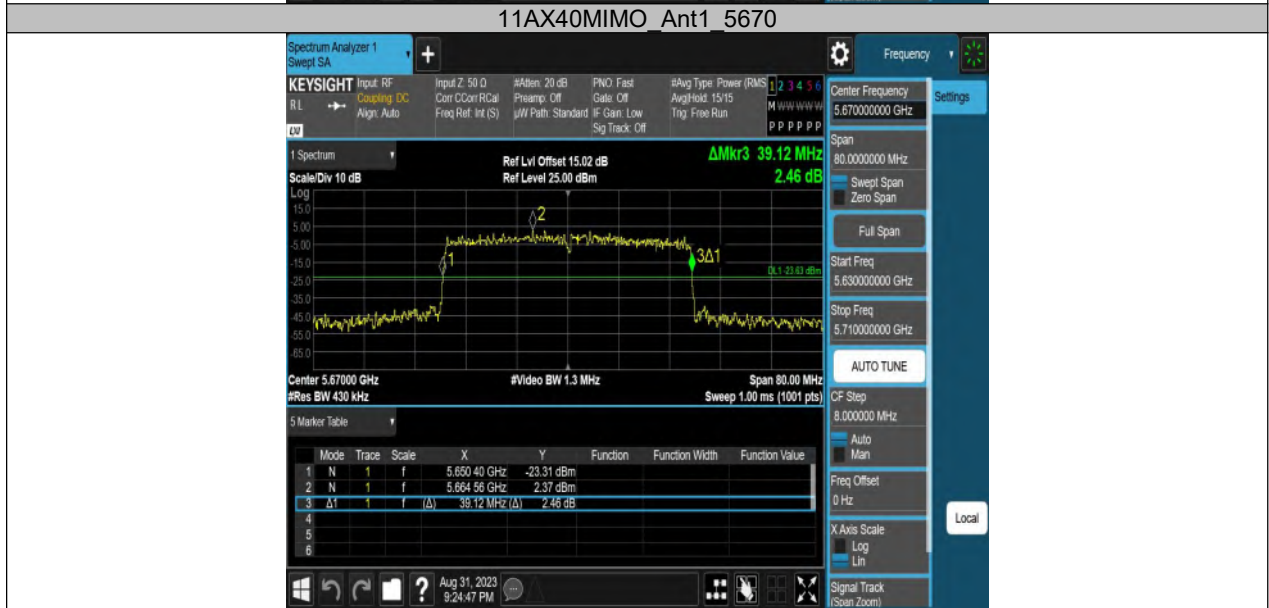 11AX40MIMO_Ant1_5670
Spectrum Analyzer 1
Swept SA
+
Frequency
KEYSIGHT
RL
LXI
Input: RF
Coupling: DC
Align: Auto
Input Z: 50 Ω
Corr CCorr RCal
Freq Ref: Int (S)
#Atten: 20 dB
Preamp: Off
µW Path: Standard
PNO: Fast
Gate: Off
IF Gain: Low
Sig Track: Off
#Avg Type: Power (RMS
Avg|Hold: 15/15
Trig: Free Run
1 2 3 4 5 6
M W W W W W
P P P P P P
Center Frequency
5.670000000 GHz
Settings
1 Spectrum
Scale/Div 10 dB
Ref Lvl Offset 15.02 dB
Ref Level 25.00 dBm
ΔMkr3 39.12 MHz
2.46 dB
Span
80.0000000 MHz
Swept Span
Zero Span
Full Span
Start Freq
5.630000000 GHz
Stop Freq
5.710000000 GHz
AUTO TUNE
CF Step
8.000000 MHz
Auto
Man
Freq Offset
0 Hz
X Axis Scale
Log
Lin
Signal Track
(Span Zoom)
Local
Log
15.0
5.00
-5.00
-15.0
-25.0
-35.0
-45.0
-55.0
-65.0
2
1
3Δ1
DL1 -23.63 dBm
Center 5.67000 GHz
#Res BW 430 kHz
#Video BW 1.3 MHz
Span 80.00 MHz
Sweep 1.00 ms (1001 pts)
5 Marker Table
Mode Trace Scale X Y Function Function Width Function Value
1 N 1 f 5.650 40 GHz -23.31 dBm
2 N 1 f 5.664 56 GHz 2.37 dBm
3 Δ1 1 f (Δ) 39.12 MHz (Δ) 2.46 dB
4
5
6
?
Aug 31, 2023
9:24:47 PM